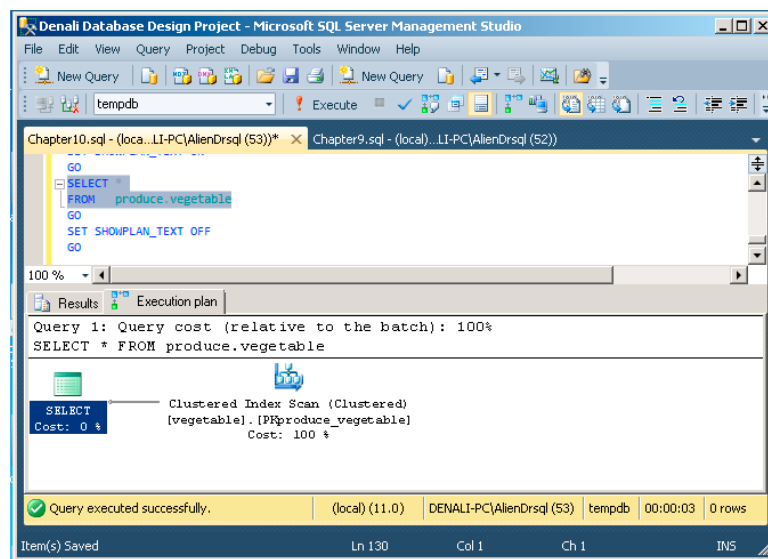 Denali Database Design Project - Microsoft SQL Server Management Studio
File Edit View Query Project Debug Tools Window Help
New Query New Query
tempdb Execute
Chapter10.sql - (loca...LI-PC\AlienDrsql (53))* Chapter9.sql - (local)...LI-PC\AlienDrsql (52))
SET SHOWPLAN_TEXT ON
GO
SELECT *
FROM produce.vegetable
GO
SET SHOWPLAN_TEXT OFF
GO
100 %
Results Execution plan
Query 1: Query cost (relative to the batch): 100%
SELECT * FROM produce.vegetable
SELECT
Cost: 0 %
Clustered Index Scan (Clustered)
[vegetable].[PKproduce_vegetable]
Cost: 100 %
Query executed successfully. (local) (11.0) DENALI-PC\AlienDrsql (53) tempdb 00:00:03 0 rows
Item(s) Saved Ln 130 Col 1 Ch 1 INS